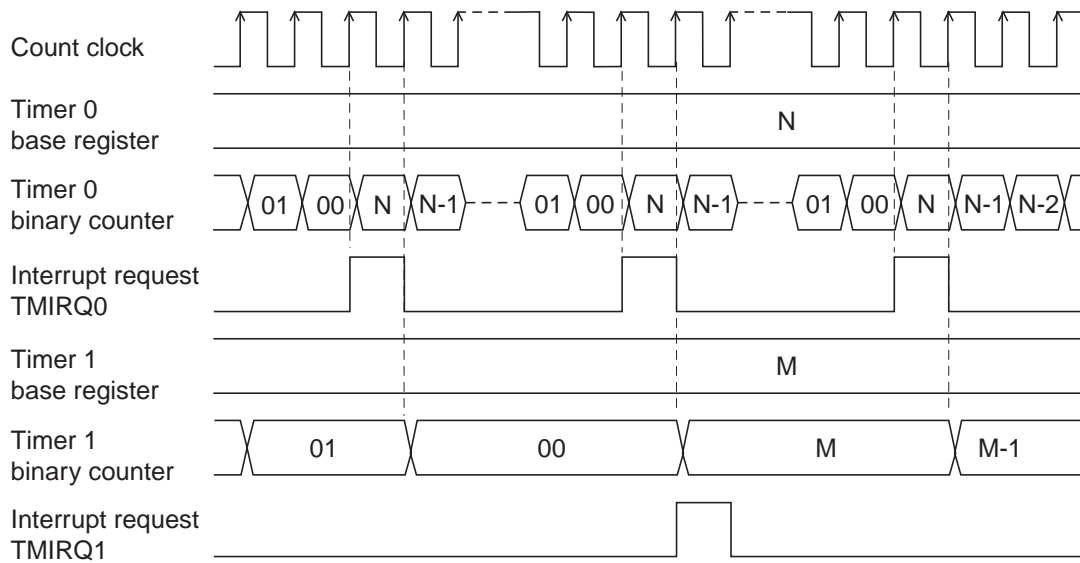 Count clock
Timer 0
base register
N
Timer 0
binary counter
01 00 N N-1 01 00 N N-1 01 00 N N-1 N-2
Interrupt request
TMIRQ0
Timer 1
base register
M
Timer 1
binary counter
01 00 M M-1
Interrupt request
TMIRQ1